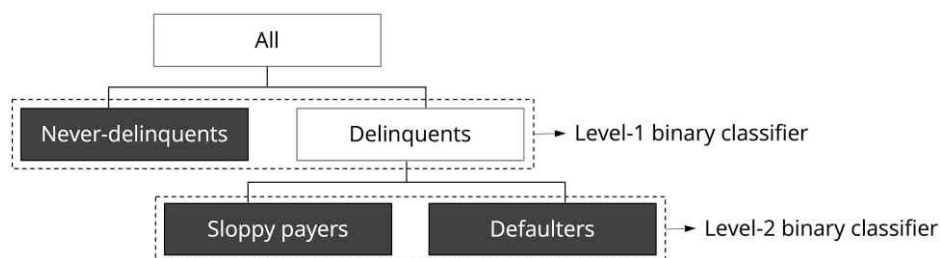 All
Never-delinquents
Delinquents
Level-1 binary classifier
Sloppy payers
Defaulters
Level-2 binary classifier